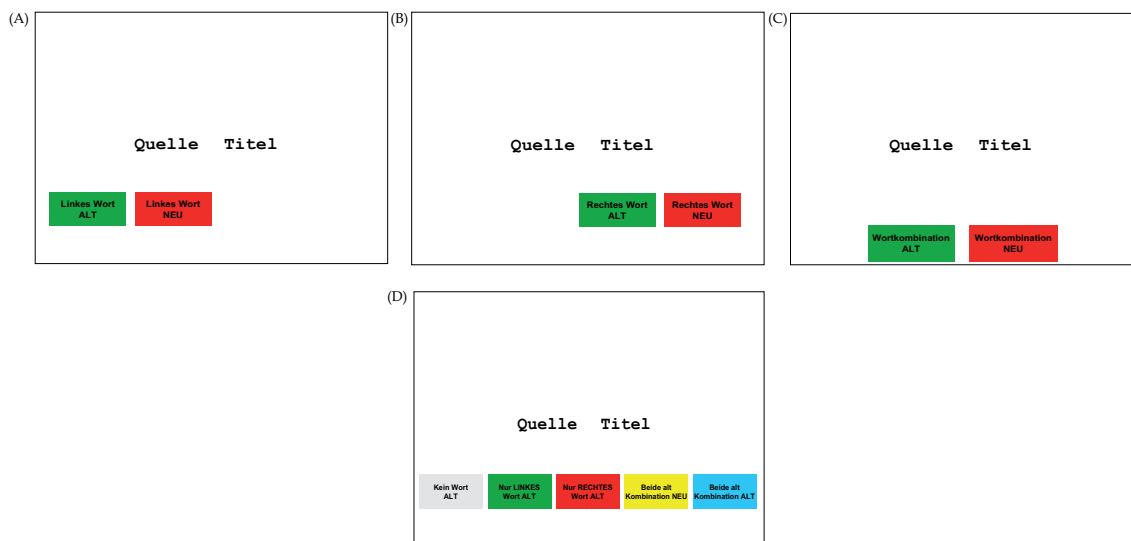 (A)
Quelle Titel
Linkes Wort
ALT
Linkes Wort
NEU
(B)
Quelle Titel
Rechtes Wort
ALT
Rechtes Wort
NEU
(C)
Quelle Titel
Wortkombination
ALT
Wortkombination
NEU
(D)
Quelle Titel
Kein Wort
ALT
Nur LINKES
Wort ALT
Nur RECHTES
Wort ALT
Beide alt
Kombination NEU
Beide alt
Kombination ALT